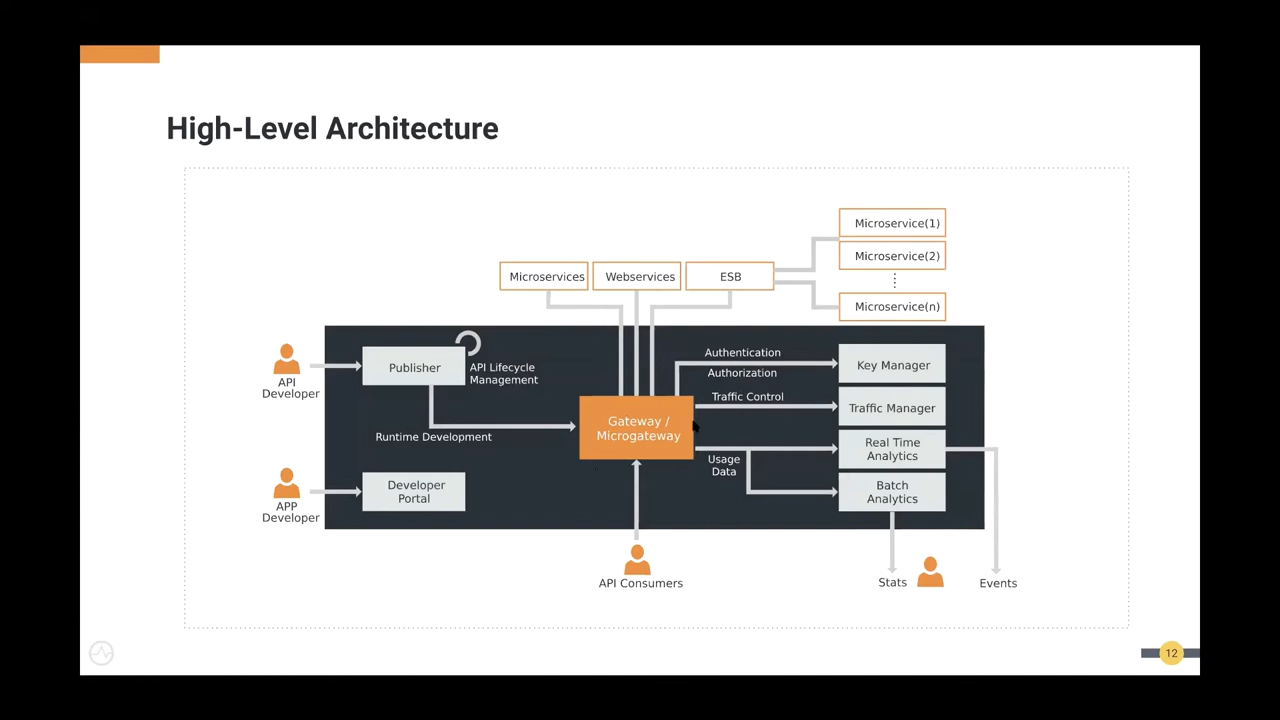 High-Level Architecture
Microservice(1)
Microservice(2)
Microservice(n)
Microservices
Webservices
ESB
API
Developer
Publisher
API Lifecycle
Management
Runtime Development
APP
Developer
Developer
Portal
Gateway /
Microgateway
Authentication
Authorization
Traffic Control
Usage
Data
Key Manager
Traffic Manager
Real Time
Analytics
Batch
Analytics
API Consumers
Stats
Events
12